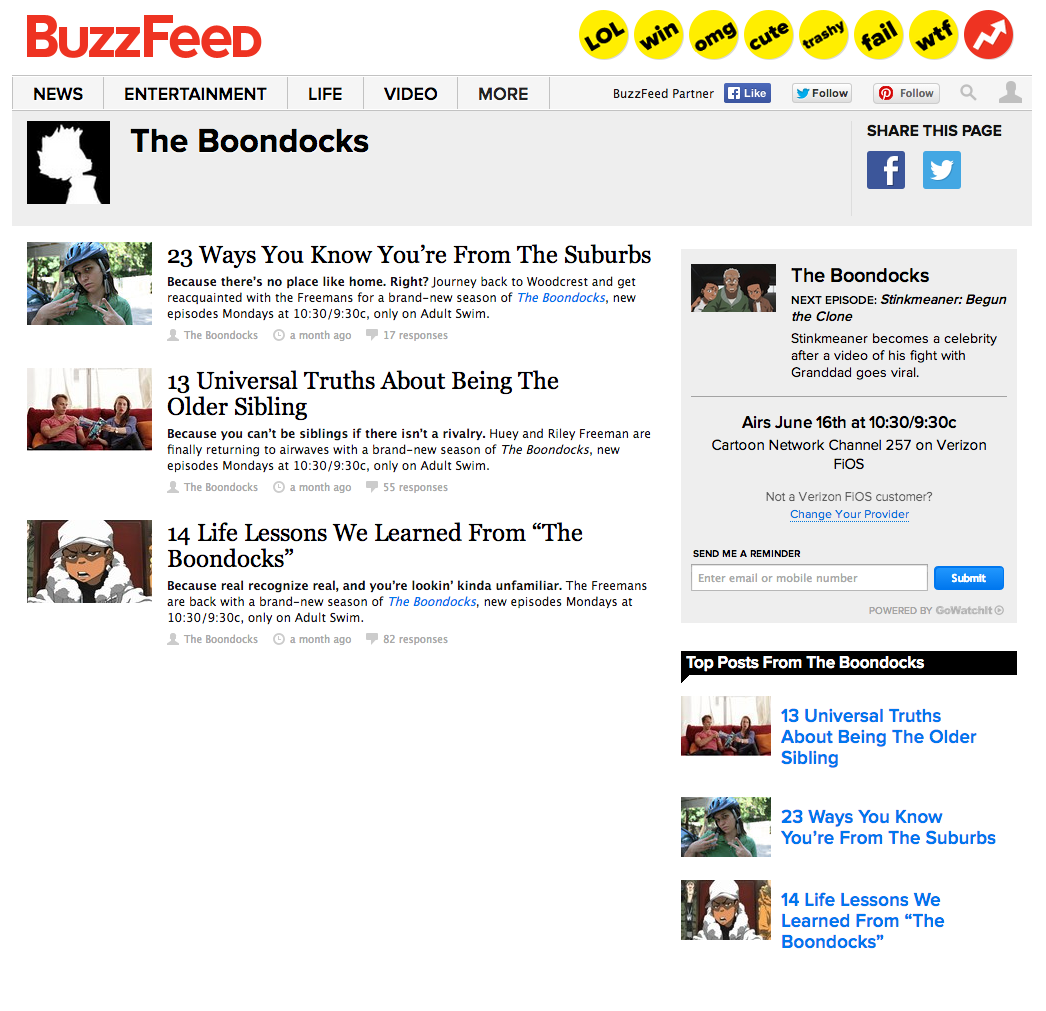 BuzzFeed
LOL
win
omg
cute
trashy
fail
wtf
NEWS
ENTERTAINMENT
LIFE
VIDEO
MORE
BuzzFeed Partner
Like
Follow
Follow
The Boondocks
SHARE THIS PAGE
23 Ways You Know You’re From The Suburbs
Because there’s no place like home. Right? Journey back to Woodcrest and get
reacquainted with the Freemans for a brand-new season of The Boondocks, new
episodes Mondays at 10:30/9:30c, only on Adult Swim.
The Boondocks a month ago 17 responses
13 Universal Truths About Being The
Older Sibling
Because you can’t be siblings if there isn’t a rivalry. Huey and Riley Freeman are
finally returning to airwaves with a brand-new season of The Boondocks, new
episodes Mondays at 10:30/9:30c, only on Adult Swim.
The Boondocks a month ago 55 responses
14 Life Lessons We Learned From “The
Boondocks”
Because real recognize real, and you’re lookin’ kinda unfamiliar. The Freemans
are back with a brand-new season of The Boondocks, new episodes Mondays at
10:30/9:30c, only on Adult Swim.
The Boondocks a month ago 82 responses
The Boondocks
NEXT EPISODE: Stinkmeaner: Begun
the Clone
Stinkmeaner becomes a celebrity
after a video of his fight with
Granddad goes viral.
Airs June 16th at 10:30/9:30c
Cartoon Network Channel 257 on Verizon
FiOS
Not a Verizon FiOS customer?
Change Your Provider
SEND ME A REMINDER
Enter email or mobile number
Submit
POWERED BY GoWatchIt
Top Posts From The Boondocks
13 Universal Truths
About Being The Older
Sibling
23 Ways You Know
You’re From The Suburbs
14 Life Lessons We
Learned From “The
Boondocks”